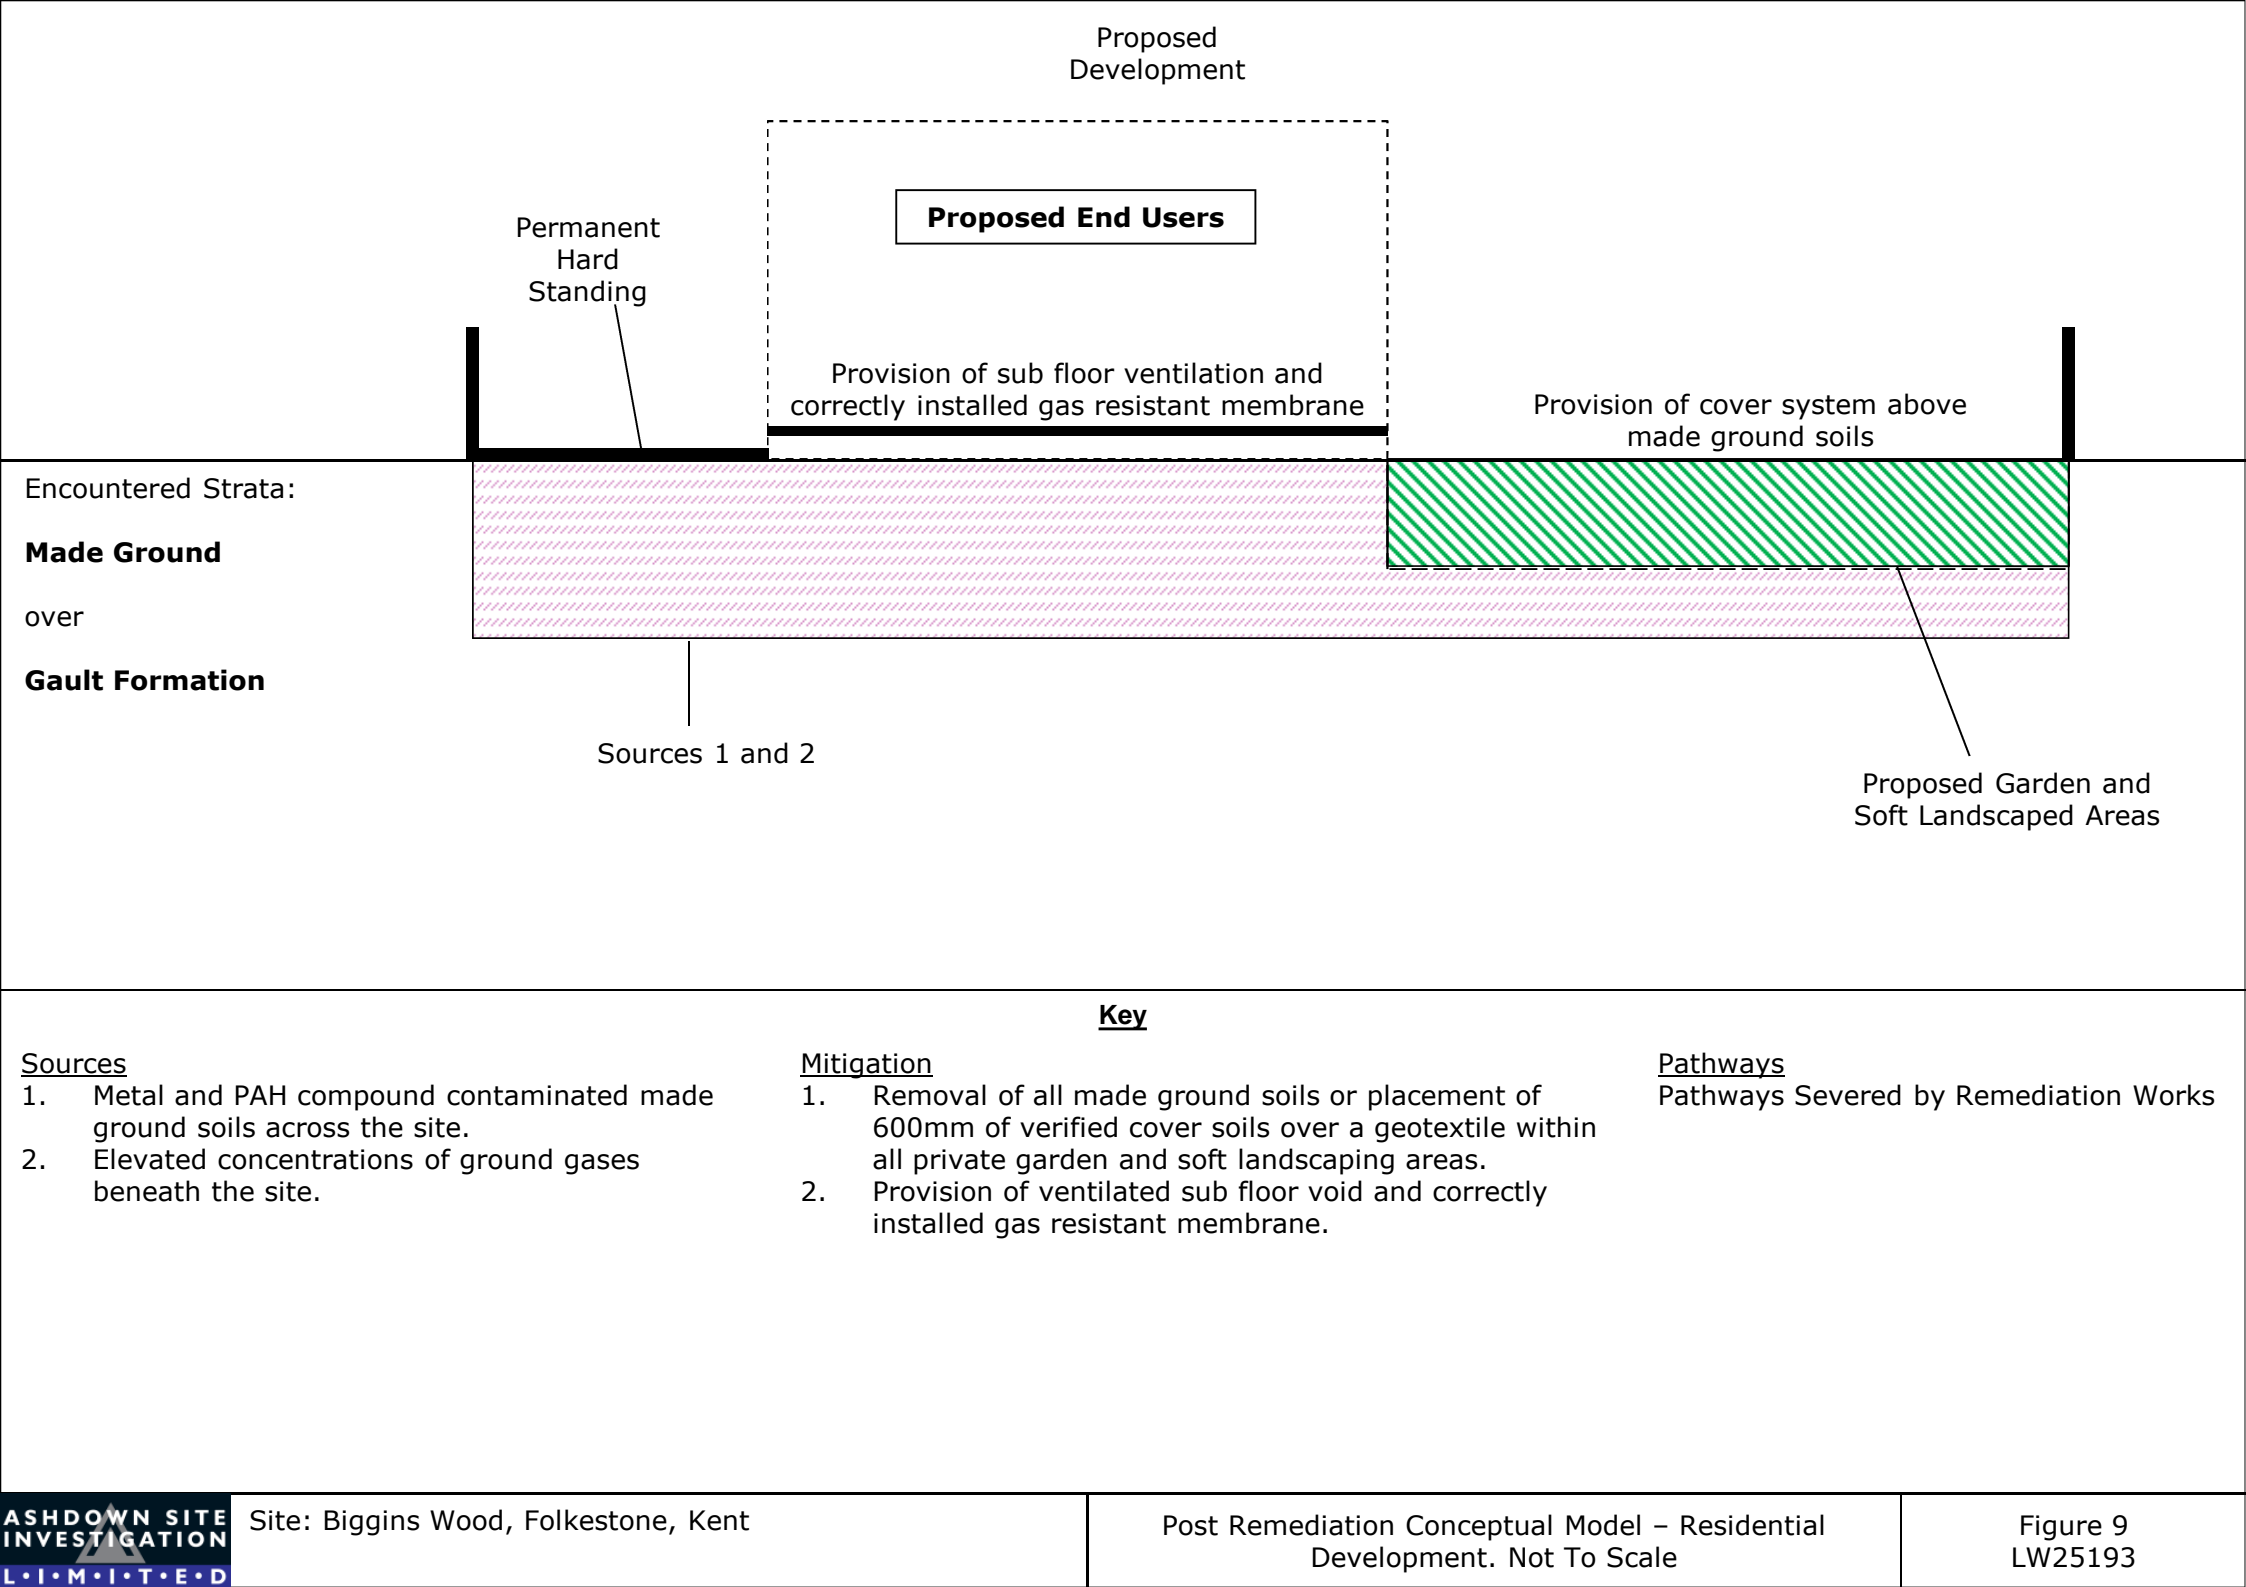 Proposed
Development
Proposed End Users
Permanent
Hard
Standing
Provision of sub floor ventilation and
correctly installed gas resistant membrane
Provision of cover system above
made ground soils
Encountered Strata:
Made Ground
over
Gault Formation
Sources 1 and 2
Proposed Garden and
Soft Landscaped Areas
Key
Sources
1. Metal and PAH compound contaminated made
ground soils across the site.
2. Elevated concentrations of ground gases
beneath the site.
Mitigation
1. Removal of all made ground soils or placement of
600mm of verified cover soils over a geotextile within
all private garden and soft landscaping areas.
2. Provision of ventilated sub floor void and correctly
installed gas resistant membrane.
Pathways
Pathways Severed by Remediation Works
ASHDOWN SITE
INVESTIGATION
L•I•M•I•T•E•D
Site: Biggins Wood, Folkestone, Kent
Post Remediation Conceptual Model – Residential
Development. Not To Scale
Figure 9
LW25193